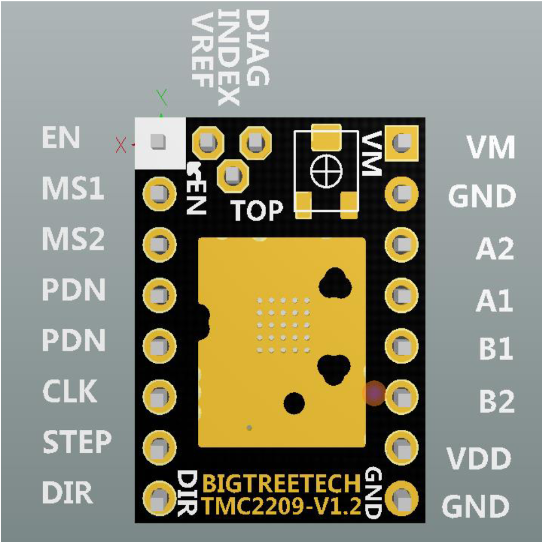 VREF
INDEX
DIAG
X
Y
EN
MS1
MS2
PDN
PDN
CLK
STEP
DIR
EN
TOP
VM
DIR
BIGTREETECH
TMC2209-V1.2
GND
VM
GND
A2
A1
B1
B2
VDD
GND